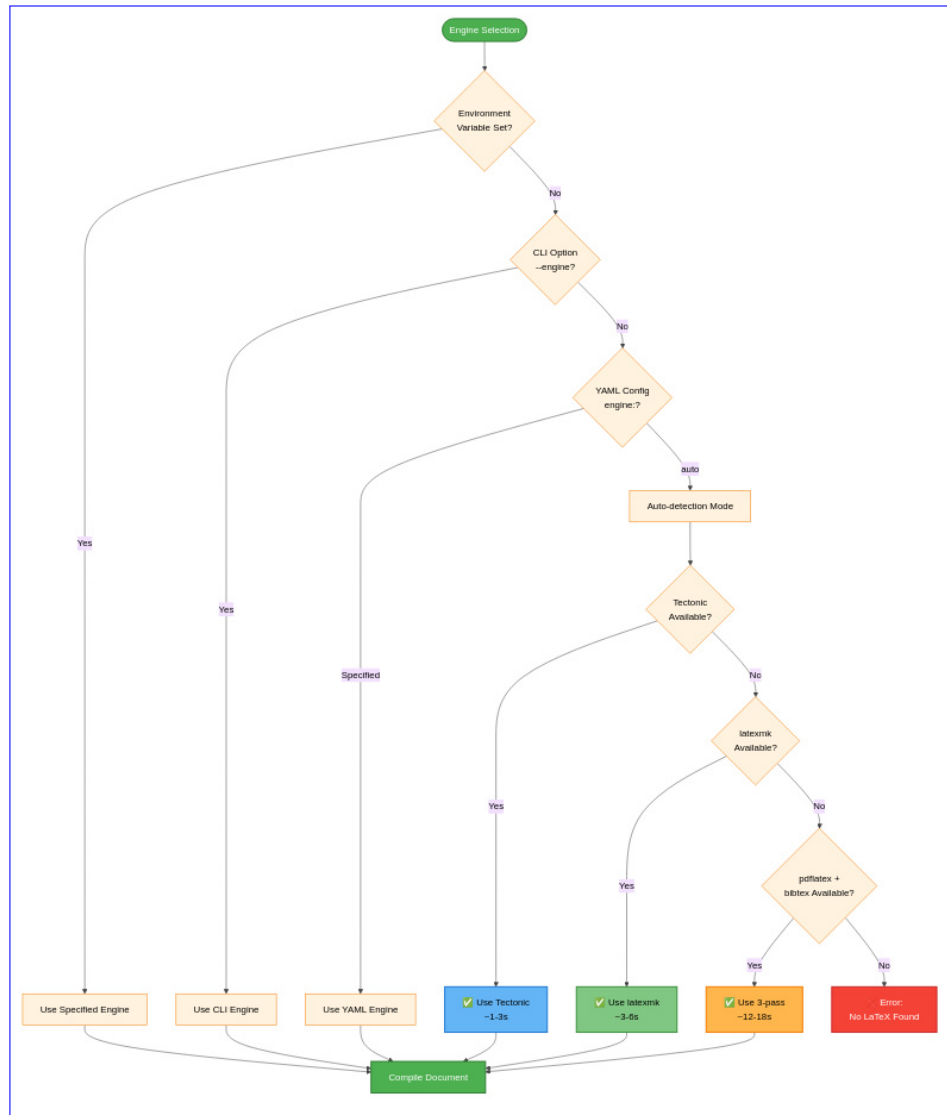 Engine Selection
Environment
Variable Set?
No
CLI Option
--engine?
No
YAML Config
engine:?
auto
Auto-detection Mode
Yes
Tectonic
Available?
Yes
Specified
No
latexmk
Available?
Yes
No
pdflatex +
bibtex Available?
Yes
Yes
No
Use Specified Engine
Use CLI Engine
Use YAML Engine
✅ Use Tectonic
~1-3s
✅ Use latexmk
~3-6s
✅ Use 3-pass
~12-18s
Error:
No LaTeX Found
Compile Document